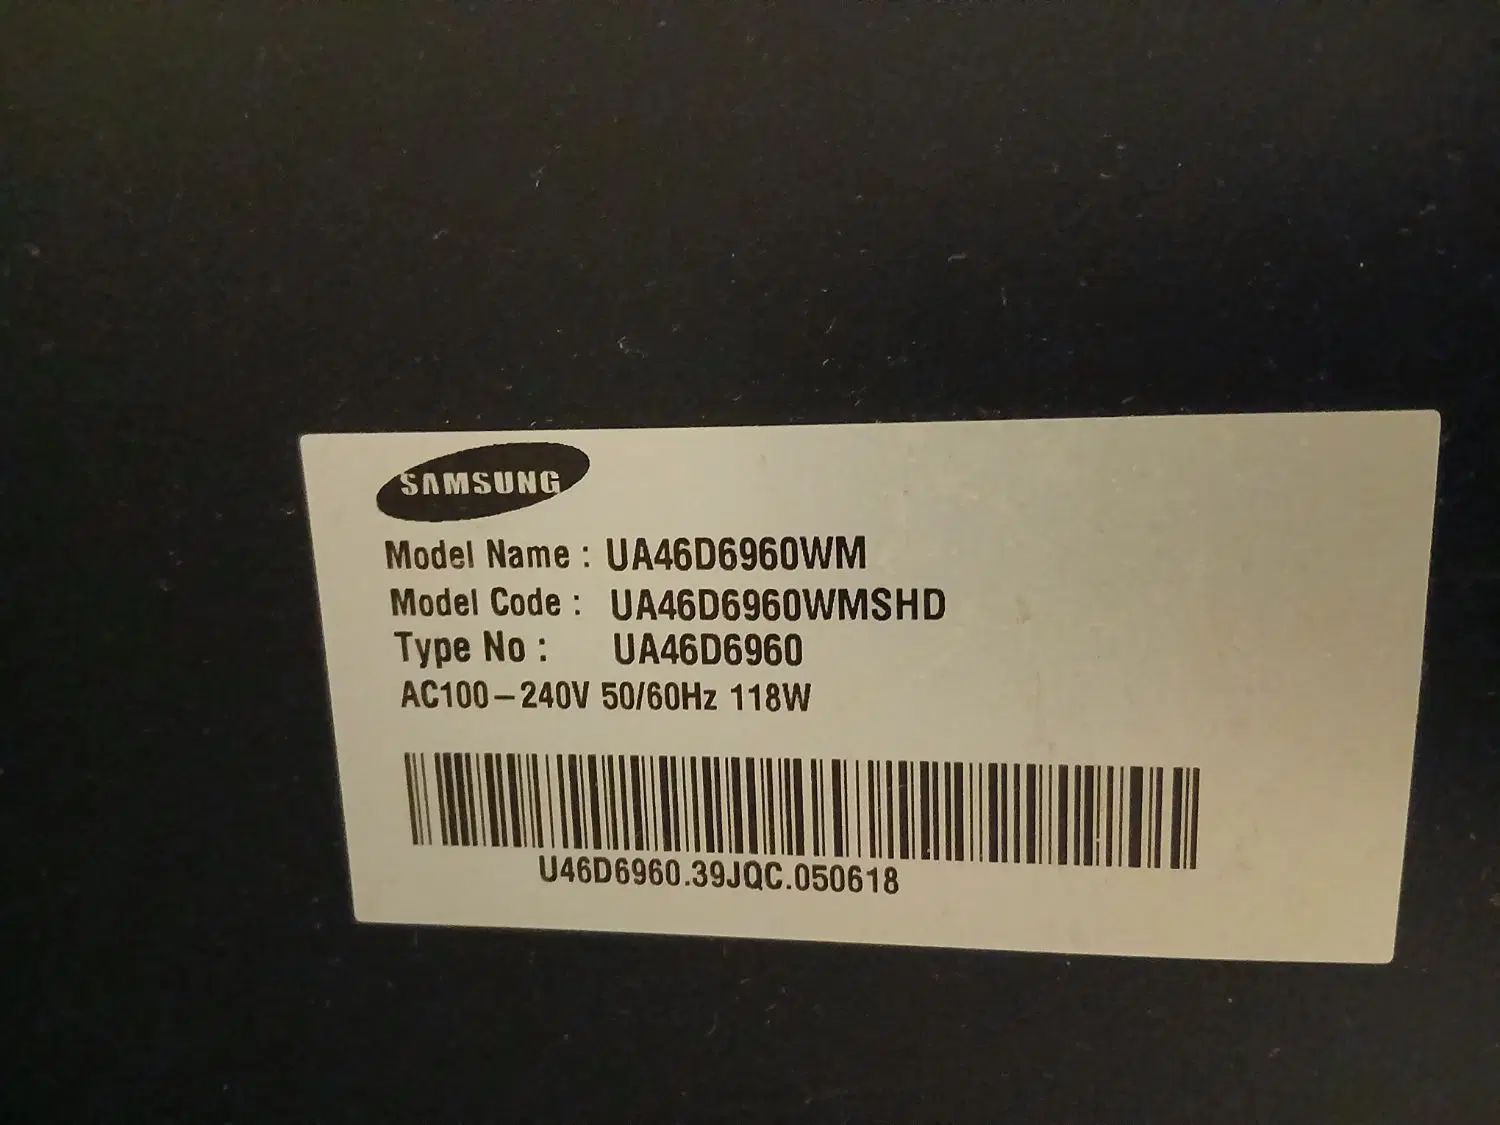 SAMSUNG
Model Name : UA46D6960WM
Model Code : UA46D6960WMSHD
Type No : UA46D6960
AC100-240V 50/60Hz 118W
U46D6960.39JQC.050618